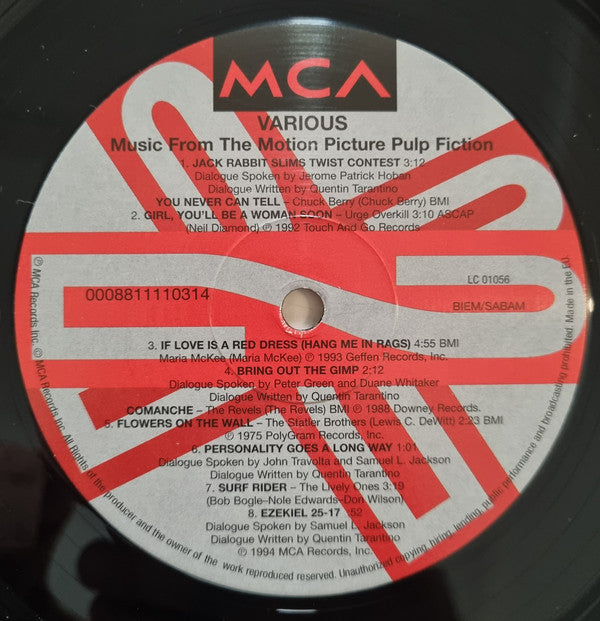 MCA
VARIOUS
Music From The Motion Picture Pulp Fiction
1. JACK RABBIT SLIMS TWIST CONTEST 3:12
Dialogue Spoken by Jerome Patrick Hoban
Dialogue Written by Quentin Tarantino
YOU NEVER CAN TELL – Chuck Berry (Chuck Berry) BMI
2. GIRL, YOU'LL BE A WOMAN SOON – Urge Overkill 3:10 ASCAP
(Neil Diamond) ℗ 1992 Touch And Go Records
0008811110314
LC 01056
BIEM/SABAM
3. IF LOVE IS A RED DRESS (HANG ME IN RAGS) 4:55 BMI
Maria McKee (Maria McKee) ℗ 1993 Geffen Records, Inc.
4. BRING OUT THE GIMP 2:12
Dialogue Spoken by Peter Green and Duane Whitaker
Dialogue Written by Quentin Tarantino
COMANCHE – The Revels (The Revels) BMI ℗ 1988 Downey Records.
5. FLOWERS ON THE WALL – The Statler Brothers (Lewis C. DeWitt) 2.23 BMI
℗ 1975 PolyGram Records, Inc.
6. PERSONALITY GOES A LONG WAY 1:01
Dialogue Spoken by John Travolta and Samuel L. Jackson
Dialogue Written by Quentin Tarantino
7. SURF RIDER – The Lively Ones 3:19
(Bob Bogle–Nole Edwards–Don Wilson)
8. EZEKIEL 25-17 :52
Dialogue Spoken by Samuel L. Jackson
Dialogue Written by Quentin Tarantino
℗ 1994 MCA Records, Inc.
℗ MCA Records Inc. © MCA Records Inc. All Rights of the producer and the owner of the work reproduced reserved. Unauthorized copying, hiring, lending, public performance and broadcasting prohibited. Made in the EU.